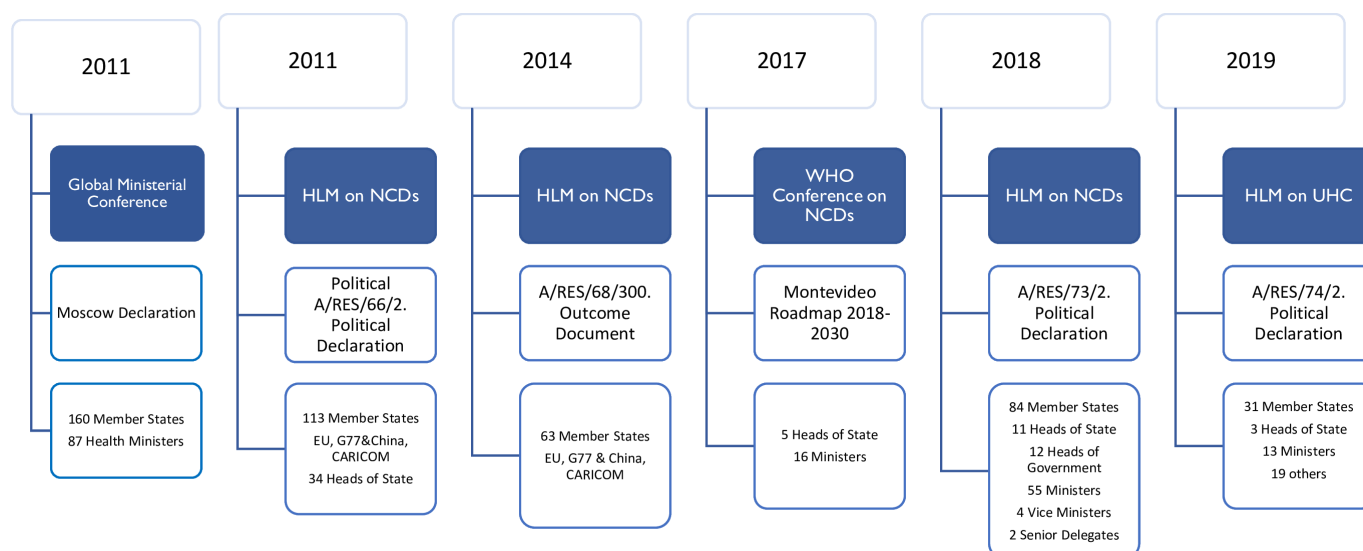 2011
Global Ministerial
Conference
Moscow Declaration
160 Member States
87 Health Ministers
2011
HLM on NCDs
Political
A/RES/66/2.
Political
Declaration
113 Member States
EU, G77&China,
CARICOM
34 Heads of State
2014
HLM on NCDs
A/RES/68/300.
Outcome
Document
63 Member States
EU, G77 & China,
CARICOM
2017
WHO
Conference on
NCDs
Montevideo
Roadmap 2018-
2030
5 Heads of State
16 Ministers
2018
HLM on NCDs
A/RES/73/2.
Political
Declaration
84 Member States
11 Heads of State
12 Heads of
Government
55 Ministers
4 Vice Ministers
2 Senior Delegates
2019
HLM on UHC
A/RES/74/2.
Political
Declaration
31 Member States
3 Heads of State
13 Ministers
19 others